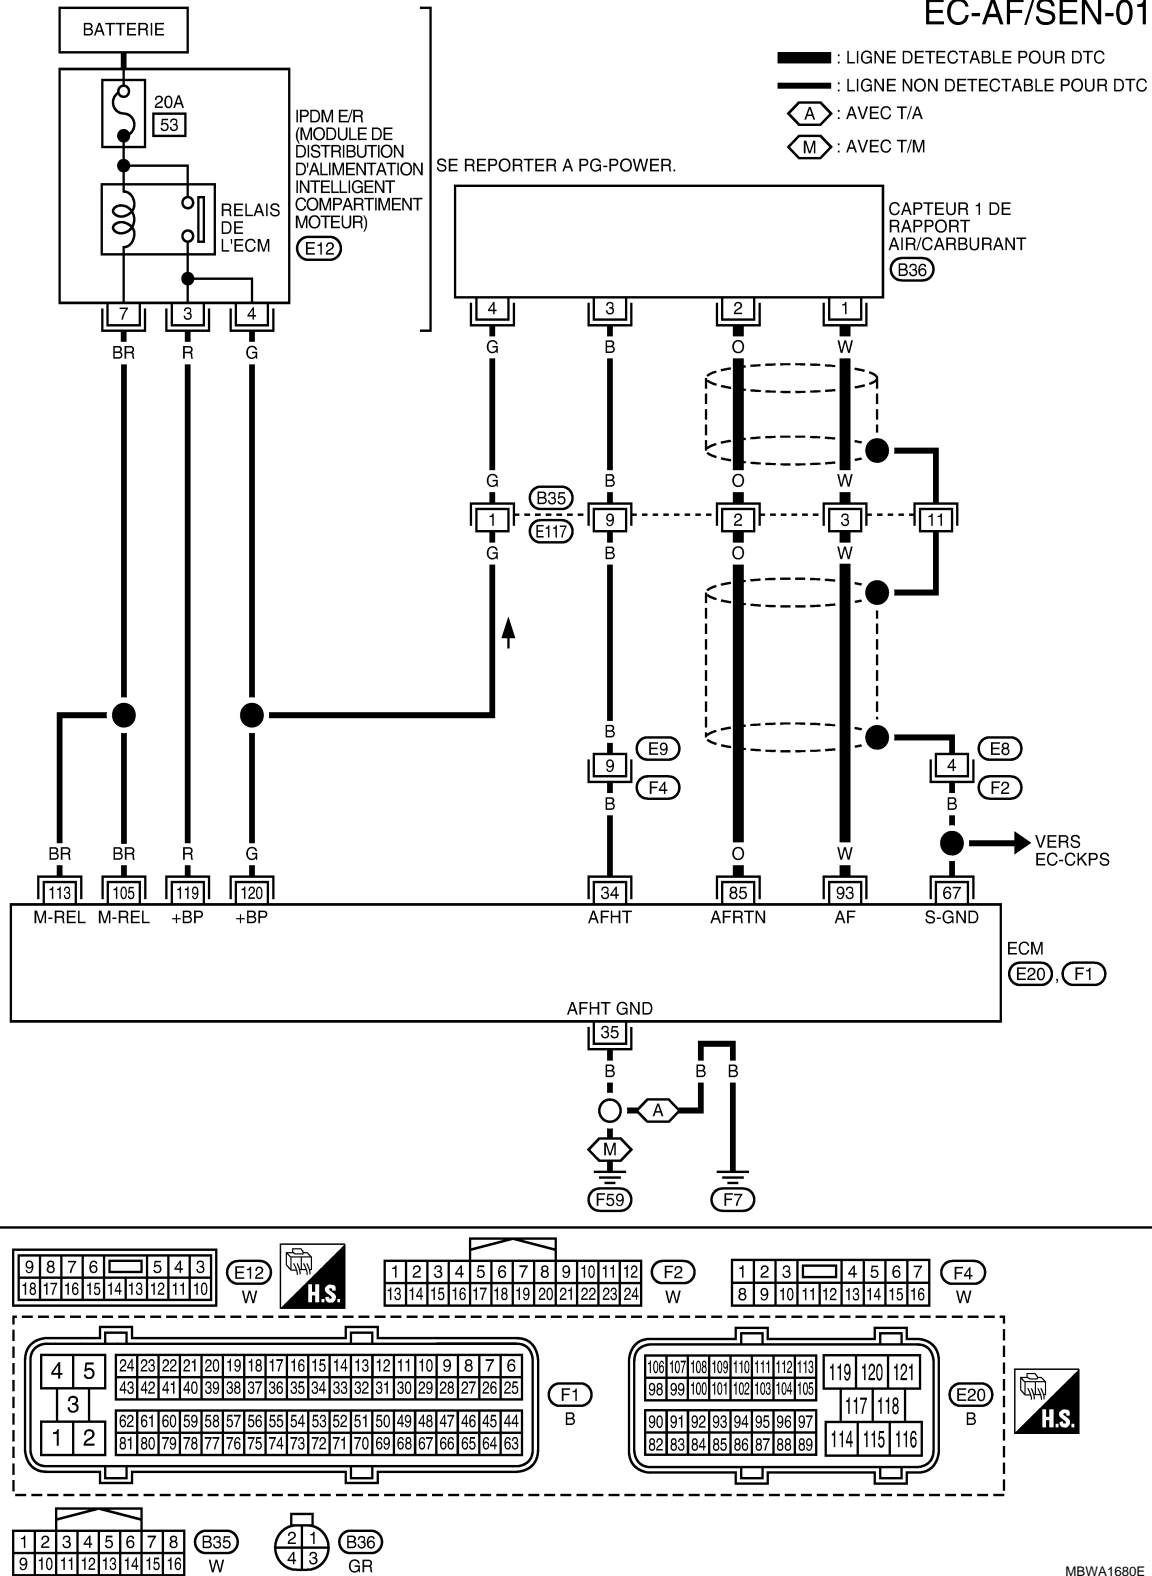 EC-AF/SEN-01
BATTERIE
: LIGNE DETECTABLE POUR DTC
: LIGNE NON DETECTABLE POUR DTC
A : AVEC T/A
M : AVEC T/M
20A
53
IPDM E/R
(MODULE DE
DISTRIBUTION
D'ALIMENTATION
INTELLIGENT
COMPARTIMENT
MOTEUR)
E12
SE REPORTER A PG-POWER.
RELAIS
DE
L'ECM
CAPTEUR 1 DE
RAPPORT
AIR/CARBURANT
B36
7 3 4 4 3 2 1
BR R G G B O W
G B O W
B35
1 9 2 3 11
E117
G B O W
B
E9 E8
9 4
F4 F2
B B
VERS
EC-CKPS
BR BR R G O W
113 105 119 120 34 85 93 67
M-REL M-REL +BP +BP AFHT AFRTN AF S-GND
ECM
E20 , F1
AFHT GND
35
B B B
A
M
F59 F7
9 8 7 6 5 4 3
18 17 16 15 14 13 12 11 10
E12
W
H.S.
1 2 3 4 5 6 7 8 9 10 11 12
13 14 15 16 17 18 19 20 21 22 23 24
F2
W
1 2 3 4 5 6 7
8 9 10 11 12 13 14 15 16
F4
W
4 5
3
1 2
24 23 22 21 20 19 18 17 16 15 14 13 12 11 10 9 8 7 6
43 42 41 40 39 38 37 36 35 34 33 32 31 30 29 28 27 26 25
62 61 60 59 58 57 56 55 54 53 52 51 50 49 48 47 46 45 44
81 80 79 78 77 76 75 74 73 72 71 70 69 68 67 66 65 64 63
F1
B
106 107 108 109 110 111 112 113
98 99 100 101 102 103 104 105
90 91 92 93 94 95 96 97
82 83 84 85 86 87 88 89
119 120 121
117 118
114 115 116
E20
B
H.S.
1 2 3 4 5 6 7 8
9 10 11 12 13 14 15 16
B35
W
2 1
4 3
B36
GR
MBWA1680E